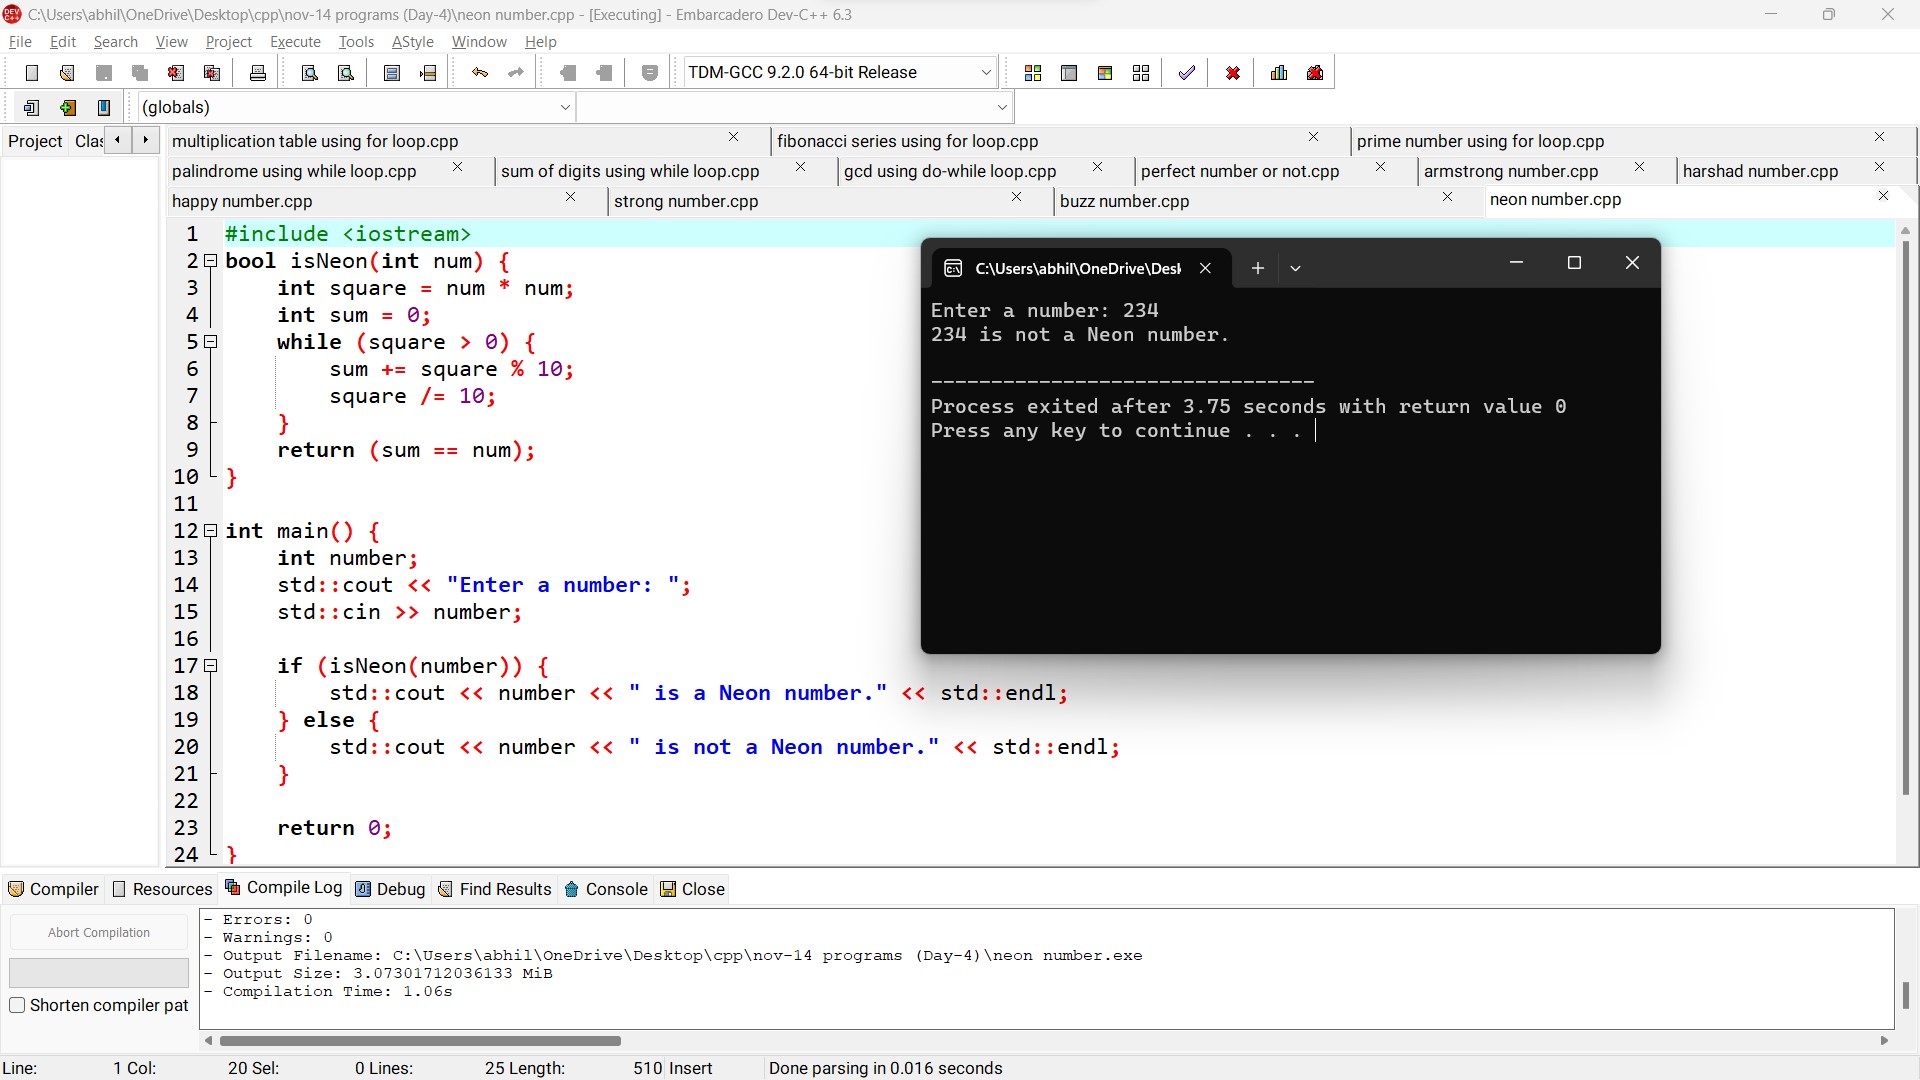 C:\Users\abhil\OneDrive\Desktop\cpp\nov-14 programs (Day-4)\neon number.cpp - [Executing] - Embarcadero Dev-C++ 6.3
File Edit Search View Project Execute Tools AStyle Window Help
TDM-GCC 9.2.0 64-bit Release
(globals)
Project Clas
multiplication table using for loop.cpp fibonacci series using for loop.cpp prime number using for loop.cpp
palindrome using while loop.cpp sum of digits using while loop.cpp gcd using do-while loop.cpp perfect number or not.cpp armstrong number.cpp harshad number.cpp
happy number.cpp strong number.cpp buzz number.cpp neon number.cpp
1 #include <iostream>
2 bool isNeon(int num) {
3 int square = num * num;
4 int sum = 0;
5 while (square > 0) {
6 sum += square % 10;
7 square /= 10;
8 }
9 return (sum == num);
10 }
11
12 int main() {
13 int number;
14 std::cout << "Enter a number: ";
15 std::cin >> number;
16
17 if (isNeon(number)) {
18 std::cout << number << " is a Neon number." << std::endl;
19 } else {
20 std::cout << number << " is not a Neon number." << std::endl;
21 }
22
23 return 0;
24 }
C:\Users\abhil\OneDrive\Desk
Enter a number: 234
234 is not a Neon number.
--------------------------------
Process exited after 3.75 seconds with return value 0
Press any key to continue . . .
Compiler Resources Compile Log Debug Find Results Console Close
Abort Compilation
Shorten compiler pat
- Errors: 0
- Warnings: 0
- Output Filename: C:\Users\abhil\OneDrive\Desktop\cpp\nov-14 programs (Day-4)\neon number.exe
- Output Size: 3.07301712036133 MiB
- Compilation Time: 1.06s
Line: 1 Col: 20 Sel: 0 Lines: 25 Length: 510 Insert Done parsing in 0.016 seconds